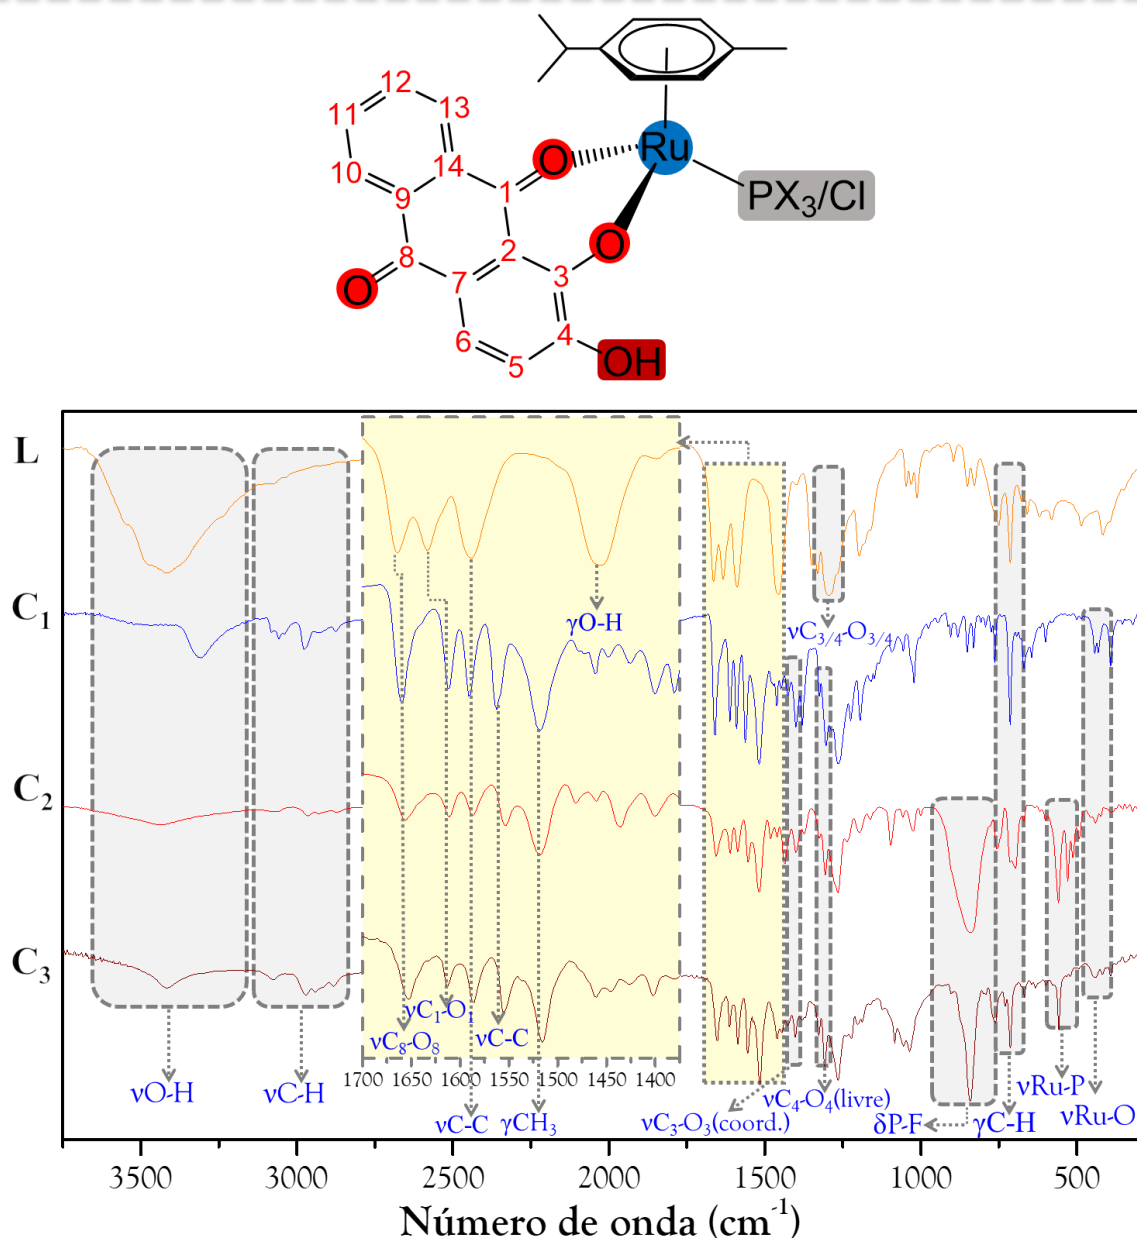 12
11
13
10
14
9
1
O
Ru
PX₃/Cl
O
2
8
7
3
O
6
4
5
OH
L
C₁
C₂
C₃
γO-H
νC₃/₄-O₃/₄
νC₁-O₁
νC₈-O₈
νC-C
1700 1650 1600 1550 1500 1450 1400
νO-H
νC-H
νC-C
γCH₃
νC₃-O₃(coord.)
νC₄-O₄(livre)
δP-F
γC-H
νRu-P
νRu-O
3500 3000 2500 2000 1500 1000 500
Número de onda (cm⁻¹)